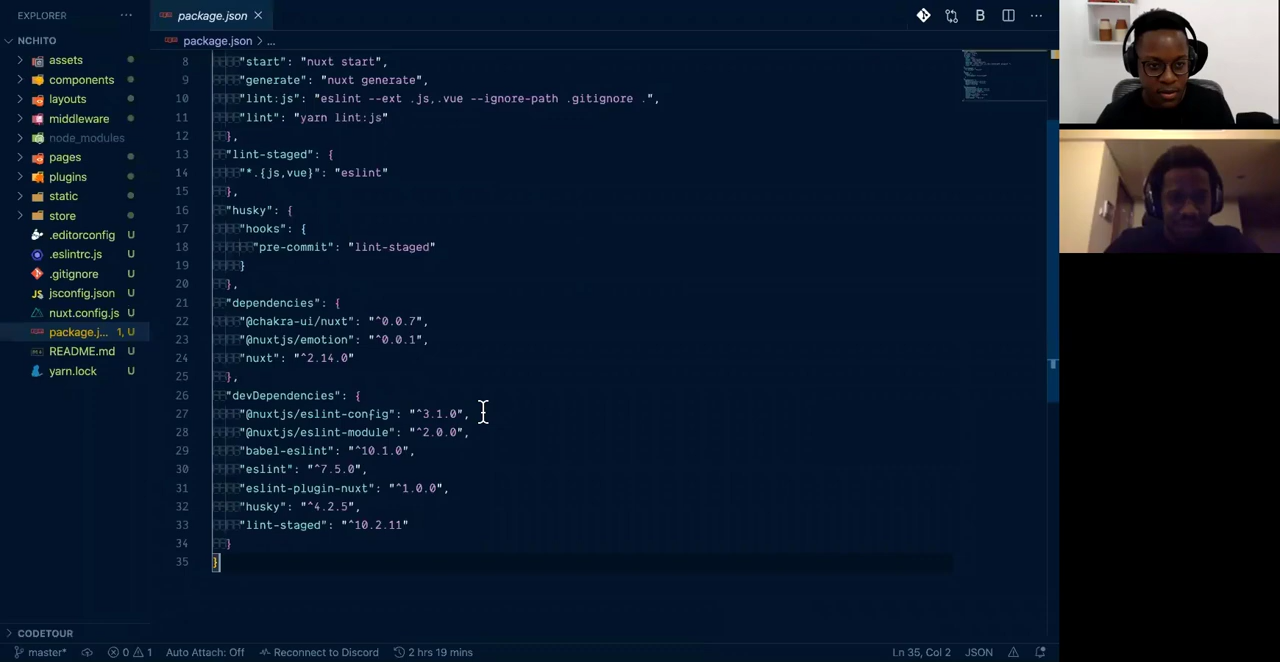 EXPLORER
···
package.json
B
···
NCHITO
package.json > ...
assets
components
layouts
middleware
node_modules
pages
plugins
static
store
.editorconfig U
.eslintrc.js U
.gitignore U
JS jsconfig.json U
nuxt.config.js U
package.j... 1, U
README.md U
yarn.lock U
8 "start": "nuxt start",
9 "generate": "nuxt generate",
10 "lint:js": "eslint --ext .js,.vue --ignore-path .gitignore .",
11 "lint": "yarn lint:js"
12 },
13 "lint-staged": {
14 "*.{js,vue}": "eslint"
15 },
16 "husky": {
17 "hooks": {
18 "pre-commit": "lint-staged"
19 }
20 },
21 "dependencies": {
22 "@chakra-ui/nuxt": "^0.0.7",
23 "@nuxtjs/emotion": "^0.0.1",
24 "nuxt": "^2.14.0"
25 },
26 "devDependencies": {
27 "@nuxtjs/eslint-config": "^3.1.0",
28 "@nuxtjs/eslint-module": "^2.0.0",
29 "babel-eslint": "^10.1.0",
30 "eslint": "^7.5.0",
31 "eslint-plugin-nuxt": "^1.0.0",
32 "husky": "^4.2.5",
33 "lint-staged": "^10.2.11"
34 }
35 }
CODETOUR
master* 0 1 Auto Attach: Off Reconnect to Discord 2 hrs 19 mins Ln 35, Col 2 JSON